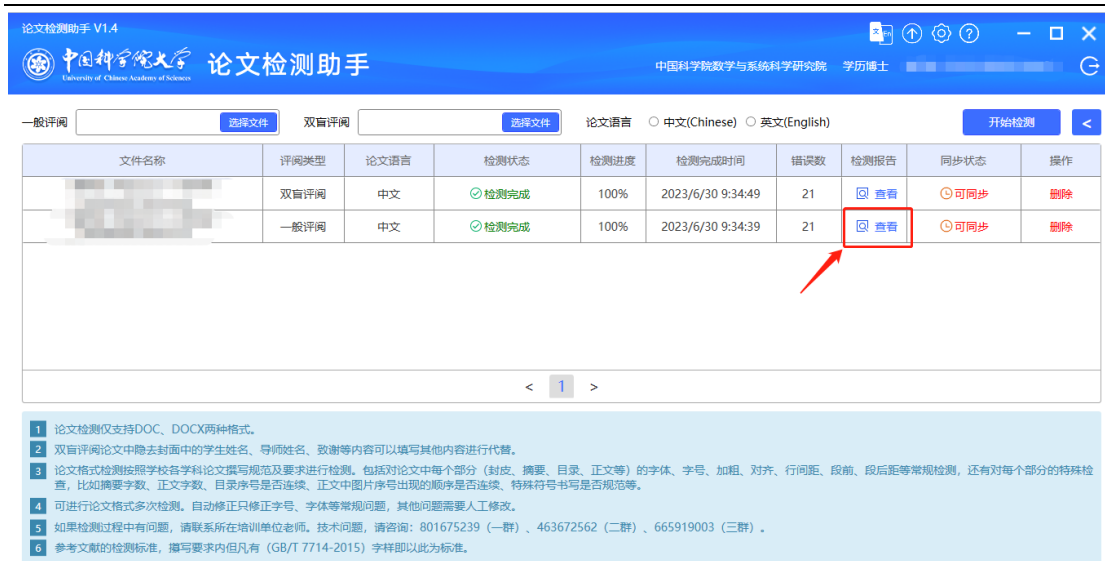 论文检测助手 V1.4
中国科学院大学
University of Chinese Academy of Sciences
论文检测助手
中国科学院数学与系统科学研究院 学历博士
一般评阅 选择文件 双盲评阅 选择文件 论文语言 中文(Chinese) 英文(English) 开始检测 <
文件名称 评阅类型 论文语言 检测状态 检测进度 检测完成时间 错误数 检测报告 同步状态 操作
双盲评阅 中文 检测完成 100% 2023/6/30 9:34:49 21 查看 可同步 删除
一般评阅 中文 检测完成 100% 2023/6/30 9:34:39 21 查看 可同步 删除
< 1 >
1 论文检测仅支持DOC、DOCX两种格式。
2 双盲评阅论文中隐去封面中的学生姓名、导师姓名、致谢等内容可以填写其他内容进行代替。
3 论文格式检测按照学校各学科论文撰写规范及要求进行检测。包括对论文中每个部分（封皮、摘要、目录、正文等）的字体、字号、加粗、对齐、行间距、段前、段后距等常规检测，还有对每个部分的特殊检
查，比如摘要字数、正文字数、目录序号是否连续、正文中图片序号出现的顺序是否连续、特殊符号书写是否规范等。
4 可进行论文格式多次检测。自动修正只修正字号、字体等常规问题，其他问题需要人工修改。
5 如果检测过程中有问题，请联系所在培训单位老师。技术问题，请咨询：801675239（一群）、463672562（二群）、665919003（三群）.
6 参考文献的检测标准，撰写要求内但凡有（GB/T 7714-2015）字样即以此为标准。